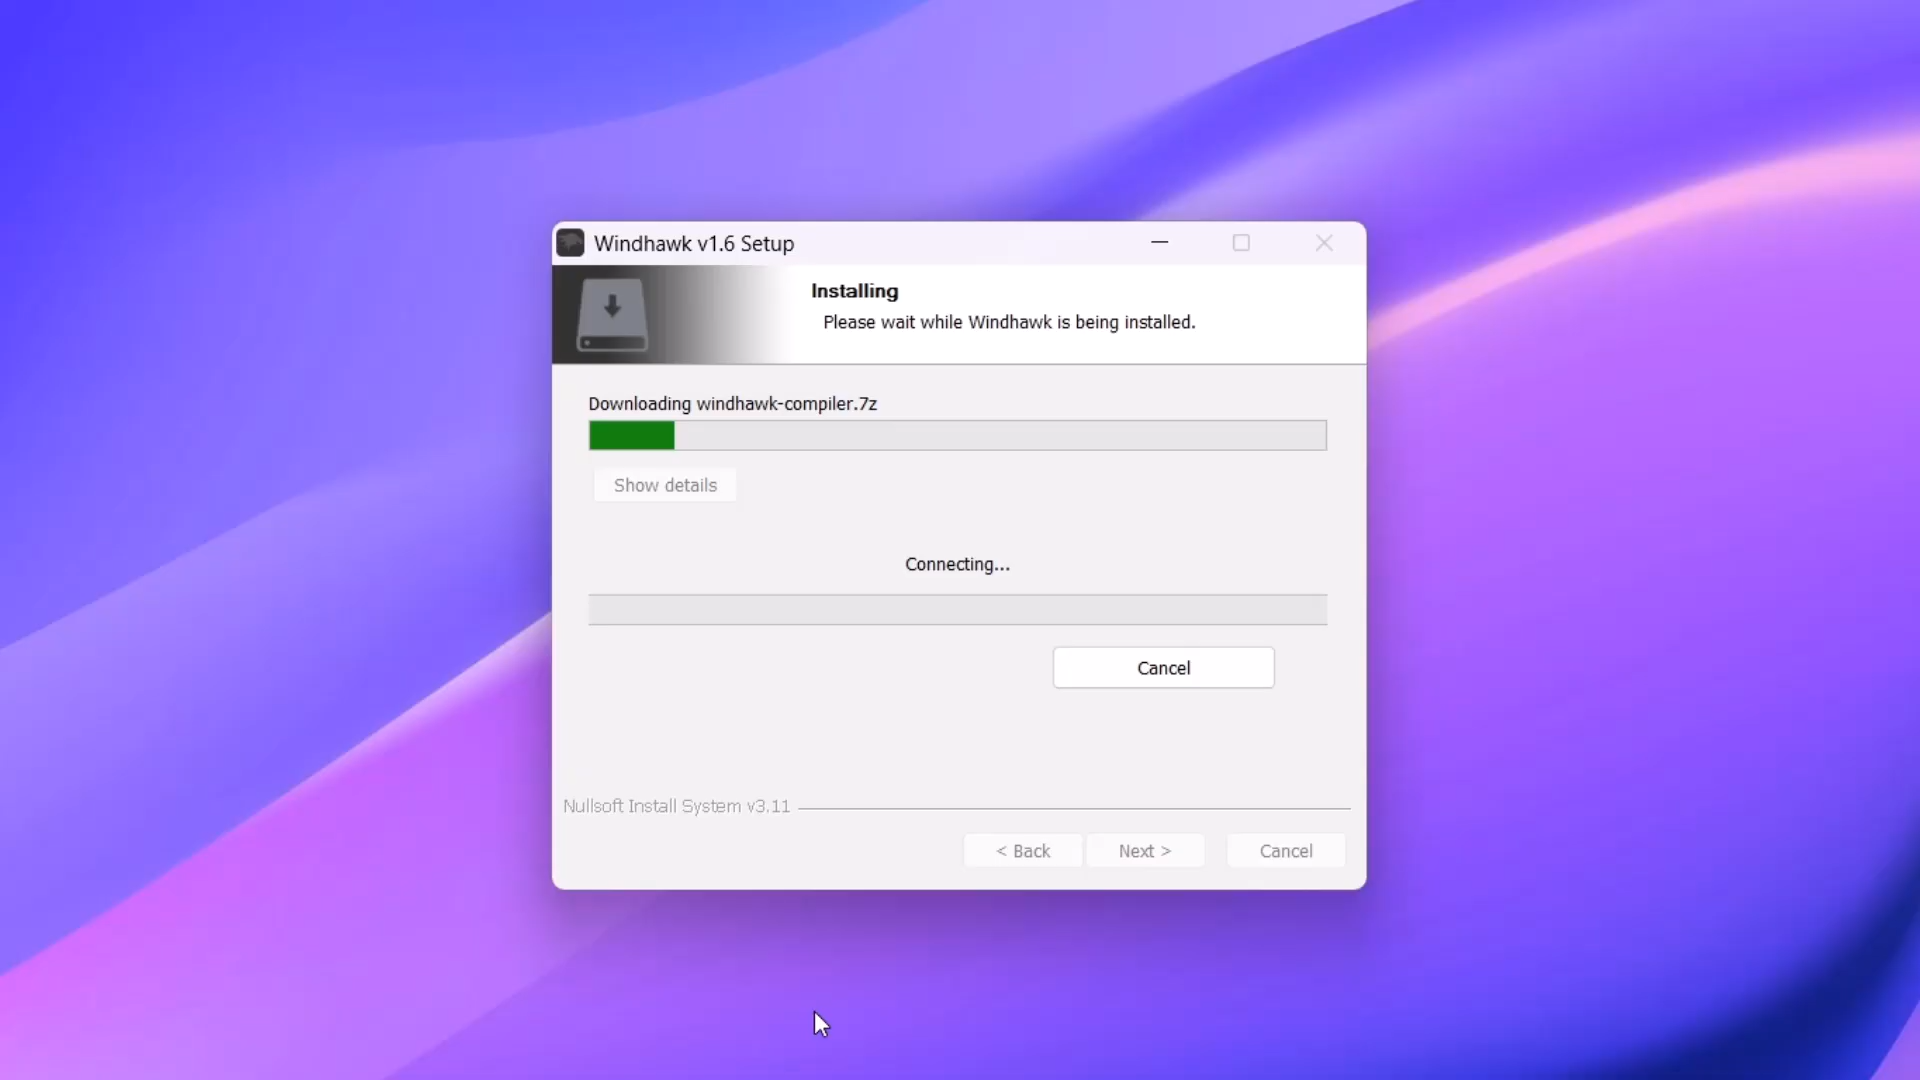 Windhawk v1.6 Setup
Installing
Please wait while Windhawk is being installed.
Downloading windhawk-compiler.7z
Show details
Connecting...
Cancel
Nullsoft Install System v3.11
< Back
Next >
Cancel